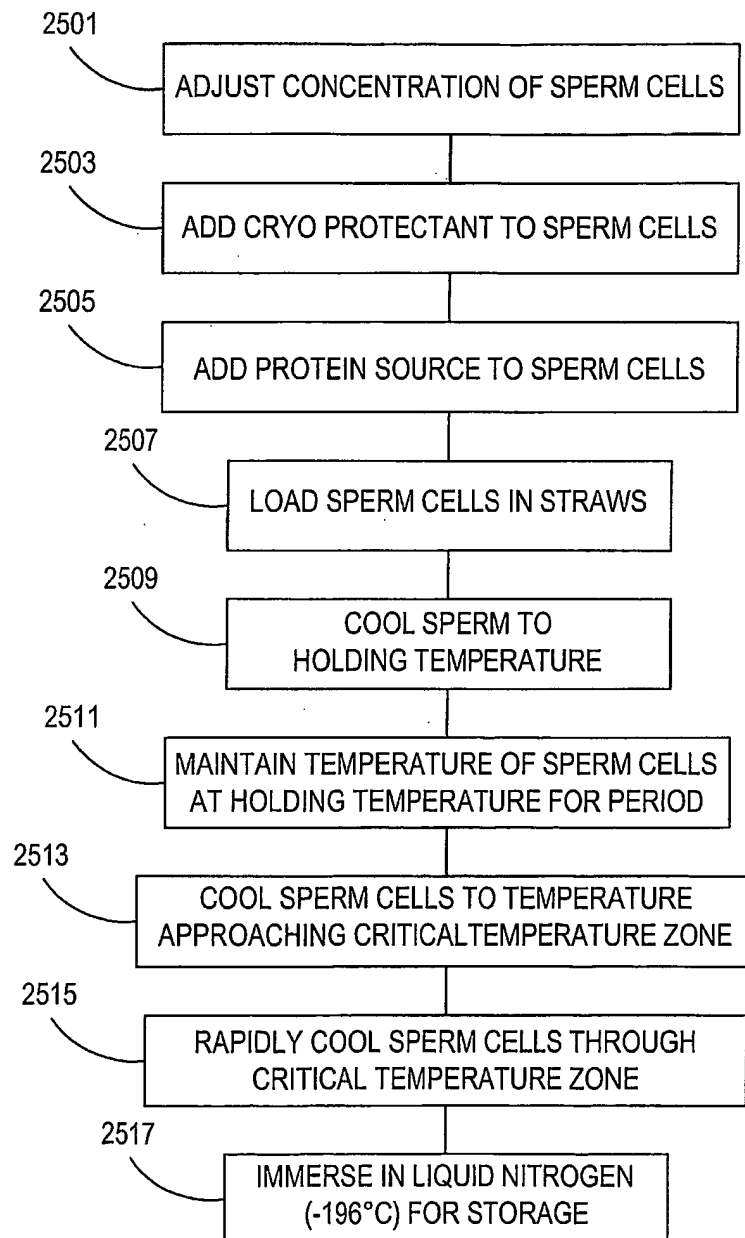 2501
ADJUST CONCENTRATION OF SPERM CELLS
2503
ADD CRYO PROTECTANT TO SPERM CELLS
2505
ADD PROTEIN SOURCE TO SPERM CELLS
2507
LOAD SPERM CELLS IN STRAWS
2509
COOL SPERM TO
HOLDING TEMPERATURE
2511
MAINTAIN TEMPERATURE OF SPERM CELLS
AT HOLDING TEMPERATURE FOR PERIOD
2513
COOL SPERM CELLS TO TEMPERATURE
APPROACHING CRITICALTEMPERATURE ZONE
2515
RAPIDLY COOL SPERM CELLS THROUGH
CRITICAL TEMPERATURE ZONE
2517
IMMERSE IN LIQUID NITROGEN
(-196°C) FOR STORAGE